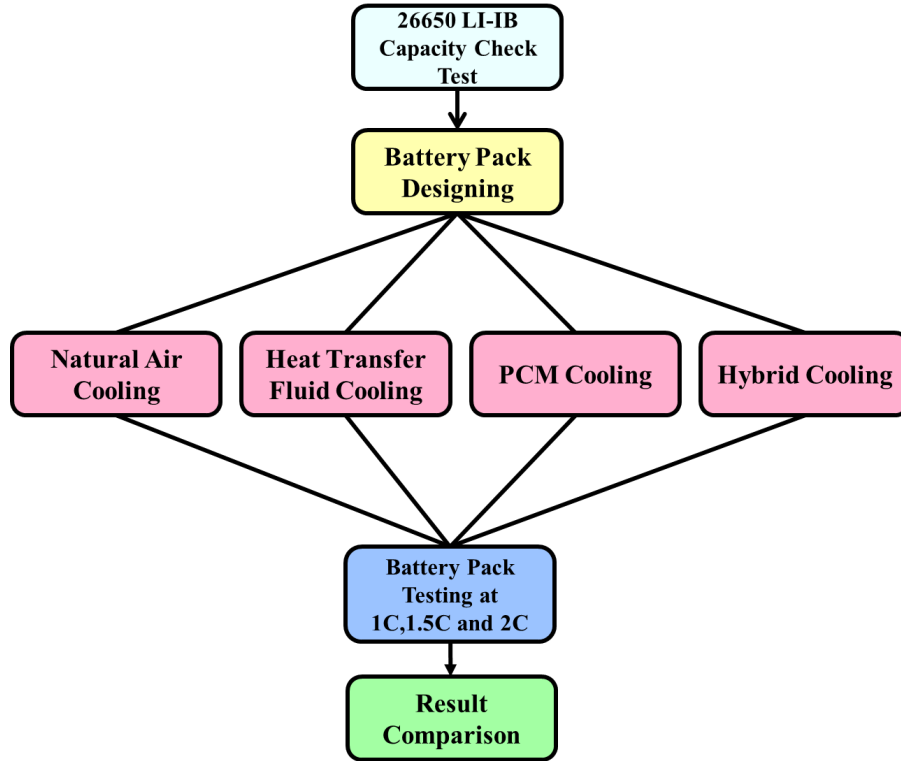 26650 LI-IB
Capacity Check
Test
Battery Pack
Designing
Natural Air
Cooling
Heat Transfer
Fluid Cooling
PCM Cooling
Hybrid Cooling
Battery Pack
Testing at
1C,1.5C and 2C
Result
Comparison